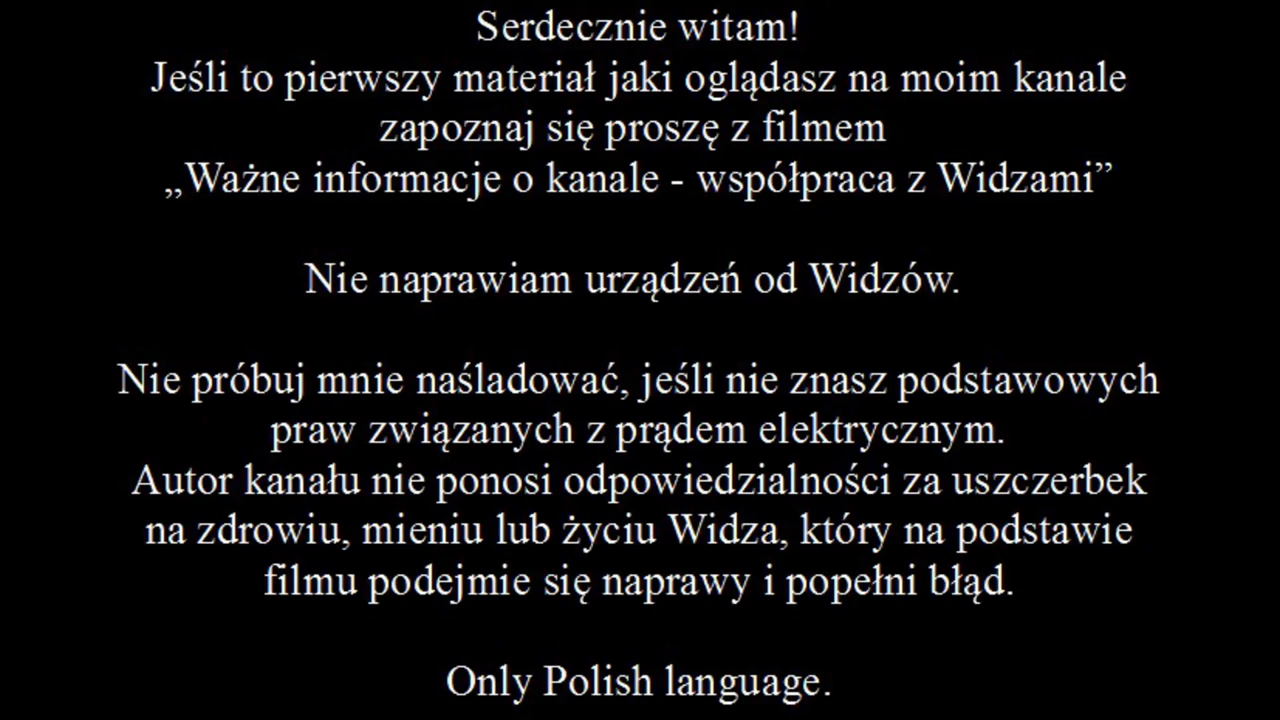 Serdecznie witam!
Jeśli to pierwszy materiał jaki oglądasz na moim kanale
zapoznaj się proszę z filmem
„Ważne informacje o kanale - współpraca z Widzami”
Nie naprawiam urządzeń od Widzów.
Nie próbuj mnie naśladować, jeśli nie znasz podstawowych
praw związanych z prądem elektrycznym.
Autor kanału nie ponosi odpowiedzialności za uszczerbek
na zdrowiu, mieniu lub życiu Widza, który na podstawie
filmu podejmie się naprawy i popełni błąd.
Only Polish language.